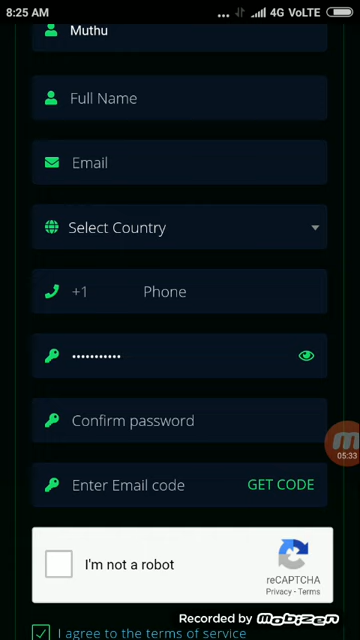 8:25 AM ... 4G VoLTE
Muthu
Full Name
Email
Select Country
+1 Phone
•••••••••••
Confirm password
Enter Email code GET CODE
05:33
I'm not a robot
reCAPTCHA
Privacy - Terms
Recorded by mobizen
I agree to the terms of service